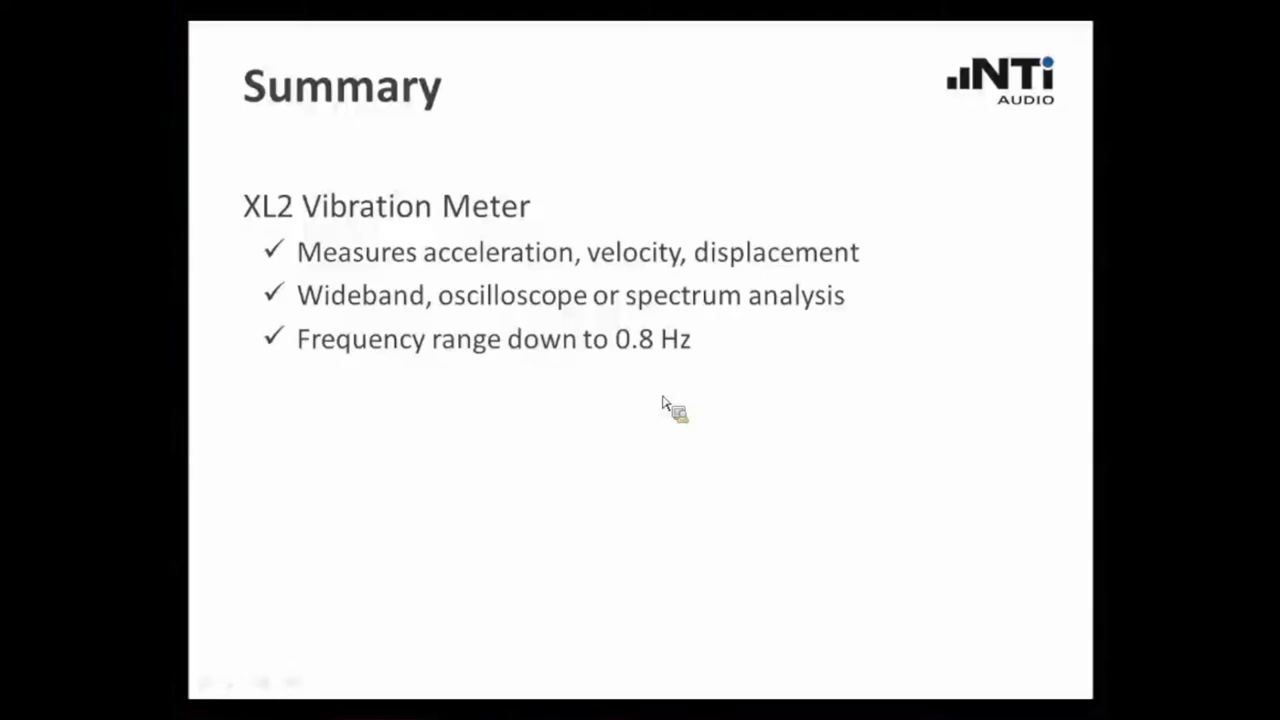 Summary
NTi
AUDIO
XL2 Vibration Meter
✓ Measures acceleration, velocity, displacement
✓ Wideband, oscilloscope or spectrum analysis
✓ Frequency range down to 0.8 Hz